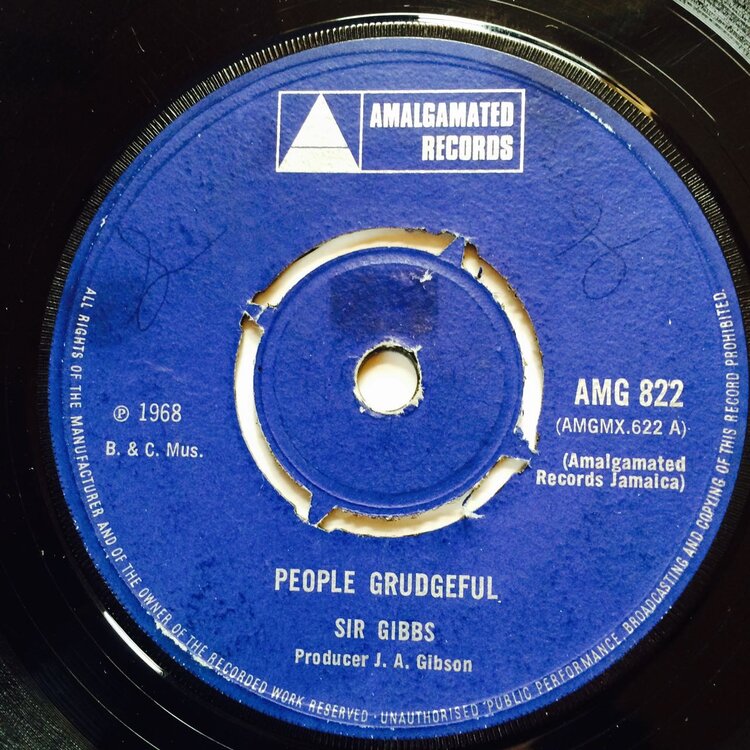 AMALGAMATED
RECORDS
AMG 822
(AMGMX.622 A)
℗ 1968
B. & C. Mus.
(Amalgamated
Records Jamaica)
PEOPLE GRUDGEFUL
SIR GIBBS
Producer J. A. Gibson
ALL RIGHTS OF THE MANUFACTURER AND OF THE OWNER OF THE RECORDED WORK RESERVED · UNAUTHORISED PUBLIC PERFORMANCE, BROADCASTING AND COPYING OF THIS RECORD PROHIBITED.